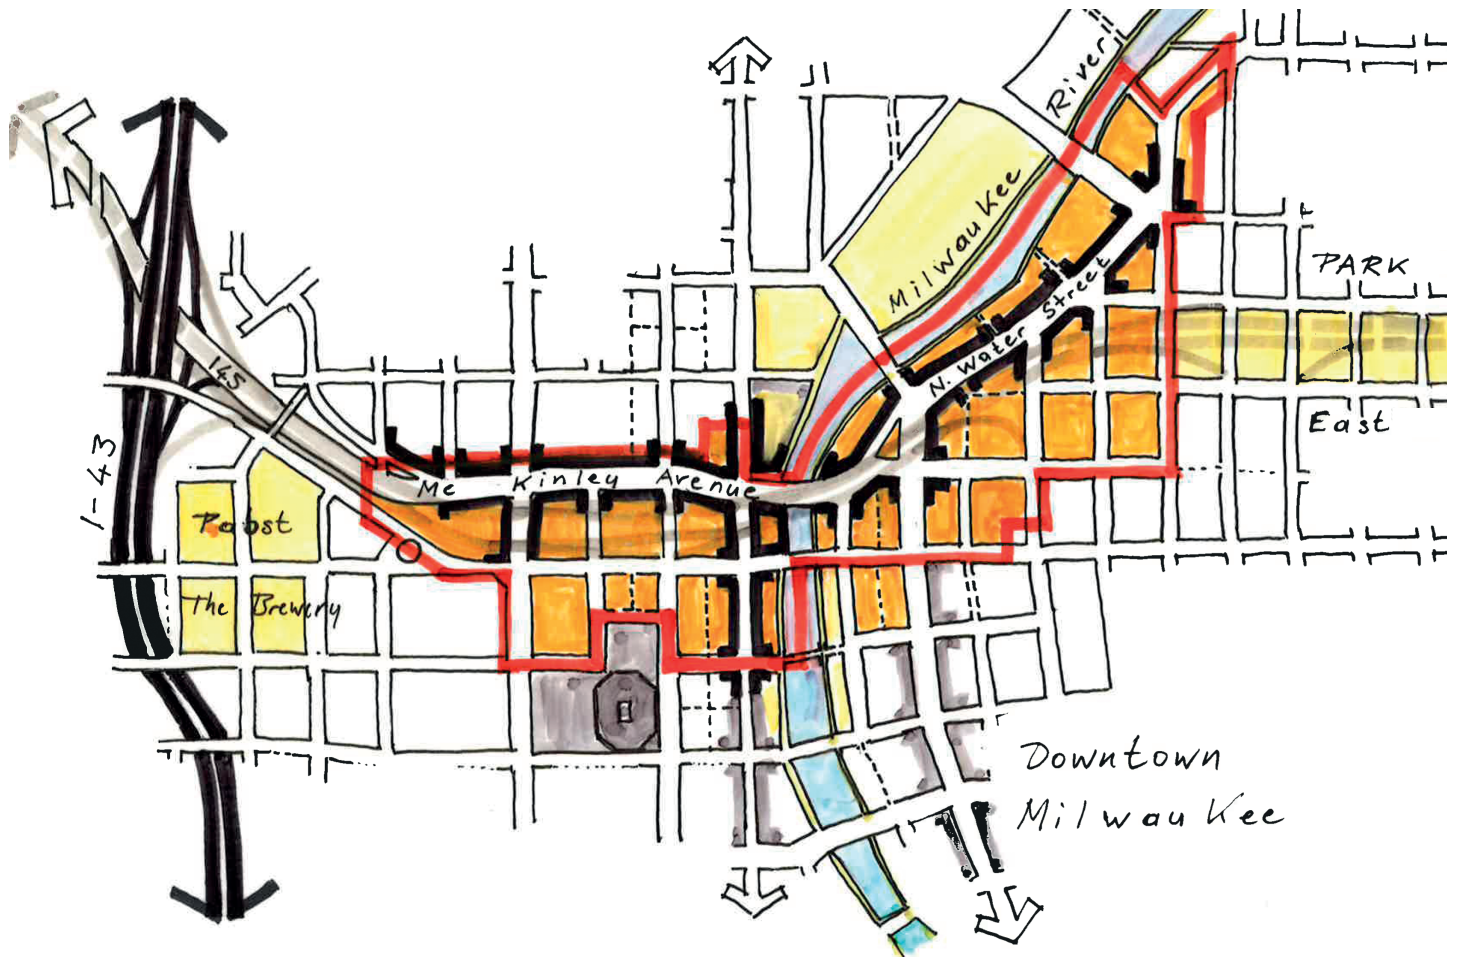 River
Milwaukee
PARK
N. Water Street
145
East
I-43
Mc Kinley Avenue
Pabst
The Brewery
Downtown
Milwaukee